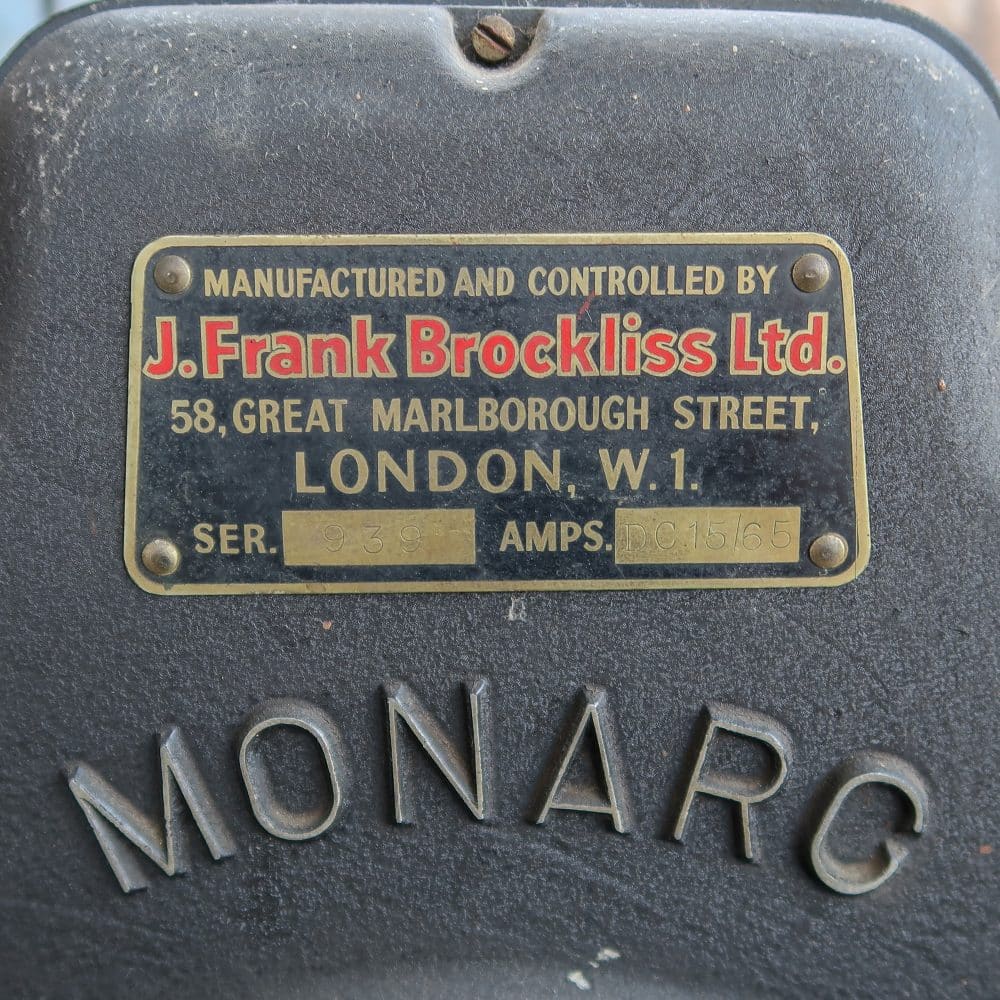 MANUFACTURED AND CONTROLLED BY
J. Frank Brockliss Ltd.
58, GREAT MARLBOROUGH STREET,
LONDON, W.1.
SER. 939 AMPS. DC.15/65
MONARC